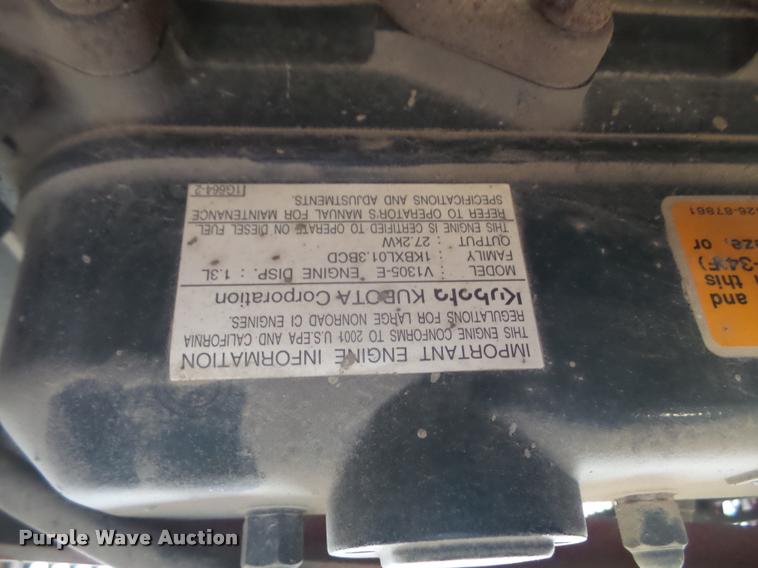 IMPORTANT ENGINE INFORMATION
THIS ENGINE CONFORMS TO 2001 U.S.EPA AND CALIFORNIA
REGULATIONS FOR LARGE NONROAD CI ENGINES.
Kubota KUBOTA Corporation
MODEL : V1305-E ENGINE DISP. : 1.3L
FAMILY : 1KBXL01.3BCD
OUTPUT : 27.2kW
THIS ENGINE IS CERTIFIED TO OPERATE ON DIESEL FUEL
REFER TO OPERATOR'S MANUAL FOR MAINTENANCE
SPECIFICATIONS AND ADJUSTMENTS.
1G664-2
and
this
-34°F)
or
26-87861
Purple Wave Auction